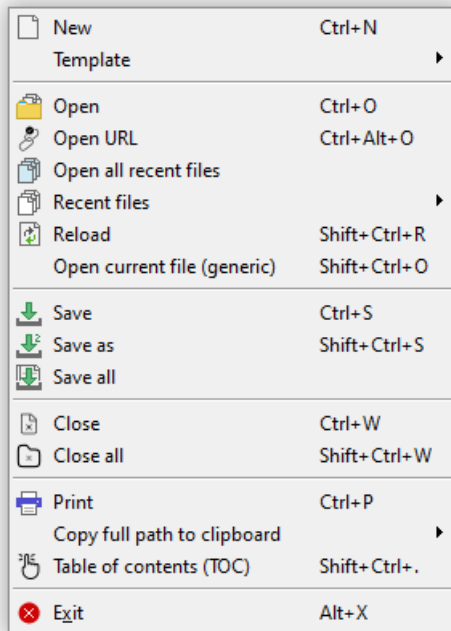 New Ctrl+N
Template
Open Ctrl+O
Open URL Ctrl+Alt+O
Open all recent files
Recent files
Reload Shift+Ctrl+R
Open current file (generic) Shift+Ctrl+O
Save Ctrl+S
Save as Shift+Ctrl+S
Save all
Close Ctrl+W
Close all Shift+Ctrl+W
Print Ctrl+P
Copy full path to clipboard
Table of contents (TOC) Shift+Ctrl+.
Exit Alt+X